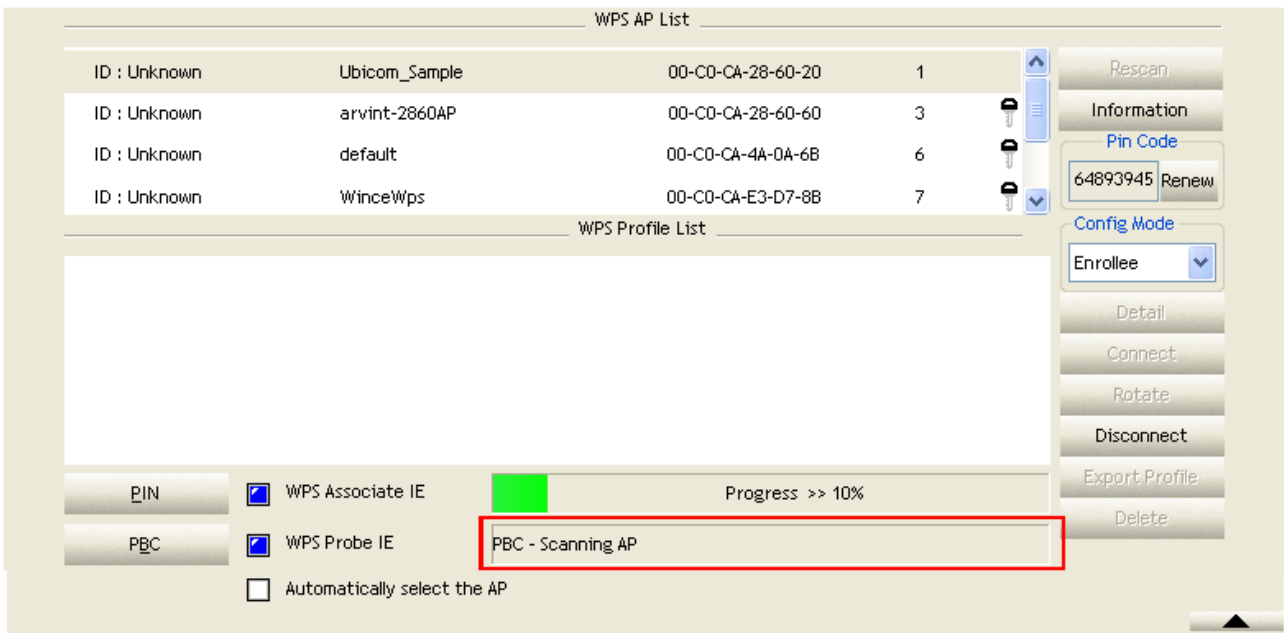 WPS AP List
ID : Unknown Ubicom_Sample 00-C0-CA-28-60-20 1
ID : Unknown arvint-2860AP 00-C0-CA-28-60-60 3
ID : Unknown default 00-C0-CA-4A-0A-6B 6
ID : Unknown WinceWps 00-C0-CA-E3-D7-8B 7
Rescan
Information
Pin Code
64893945 Renew
Config Mode
Enrollee
Detail
Connect
Rotate
Disconnect
Export Profile
Delete
WPS Profile List
PIN WPS Associate IE Progress >> 10%
PBC WPS Probe IE PBC - Scanning AP
Automatically select the AP